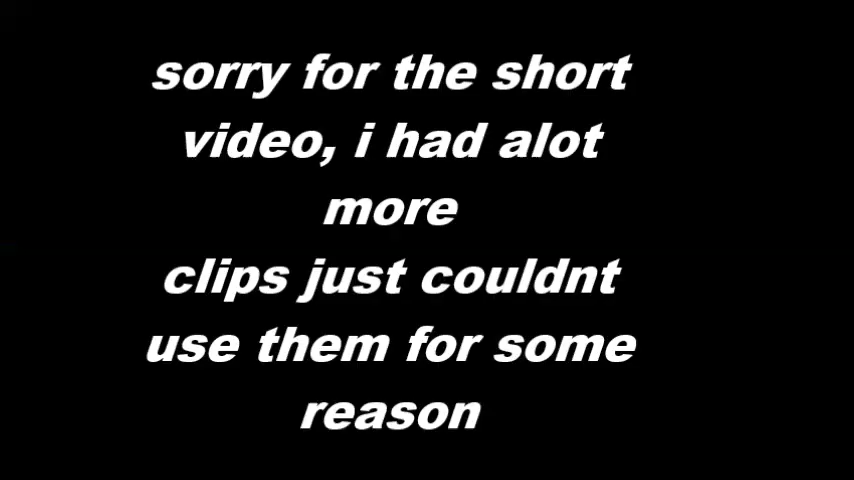 sorry for the short
video, i had alot
more
clips just couldnt
use them for some
reason